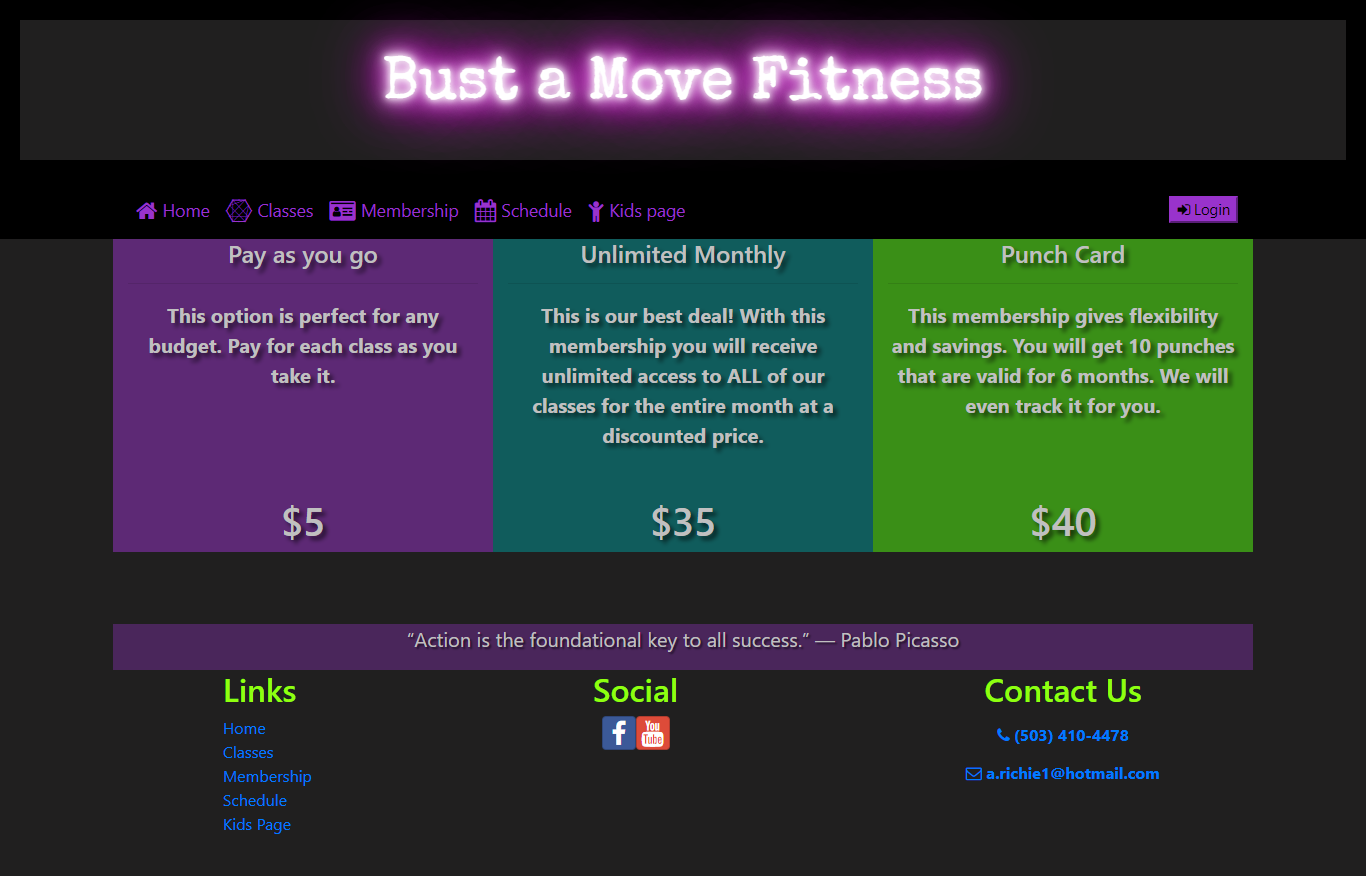 Bust a Move Fitness
Home Classes Membership Schedule Kids page Login
Pay as you go
This option is perfect for any
budget. Pay for each class as you
take it.
$5
Unlimited Monthly
This is our best deal! With this
membership you will receive
unlimited access to ALL of our
classes for the entire month at a
discounted price.
$35
Punch Card
This membership gives flexibility
and savings. You will get 10 punches
that are valid for 6 months. We will
even track it for you.
$40
“Action is the foundational key to all success.” — Pablo Picasso
Links
Home
Classes
Membership
Schedule
Kids Page
Social
f
You
Tube
Contact Us
(503) 410-4478
a.richie1@hotmail.com